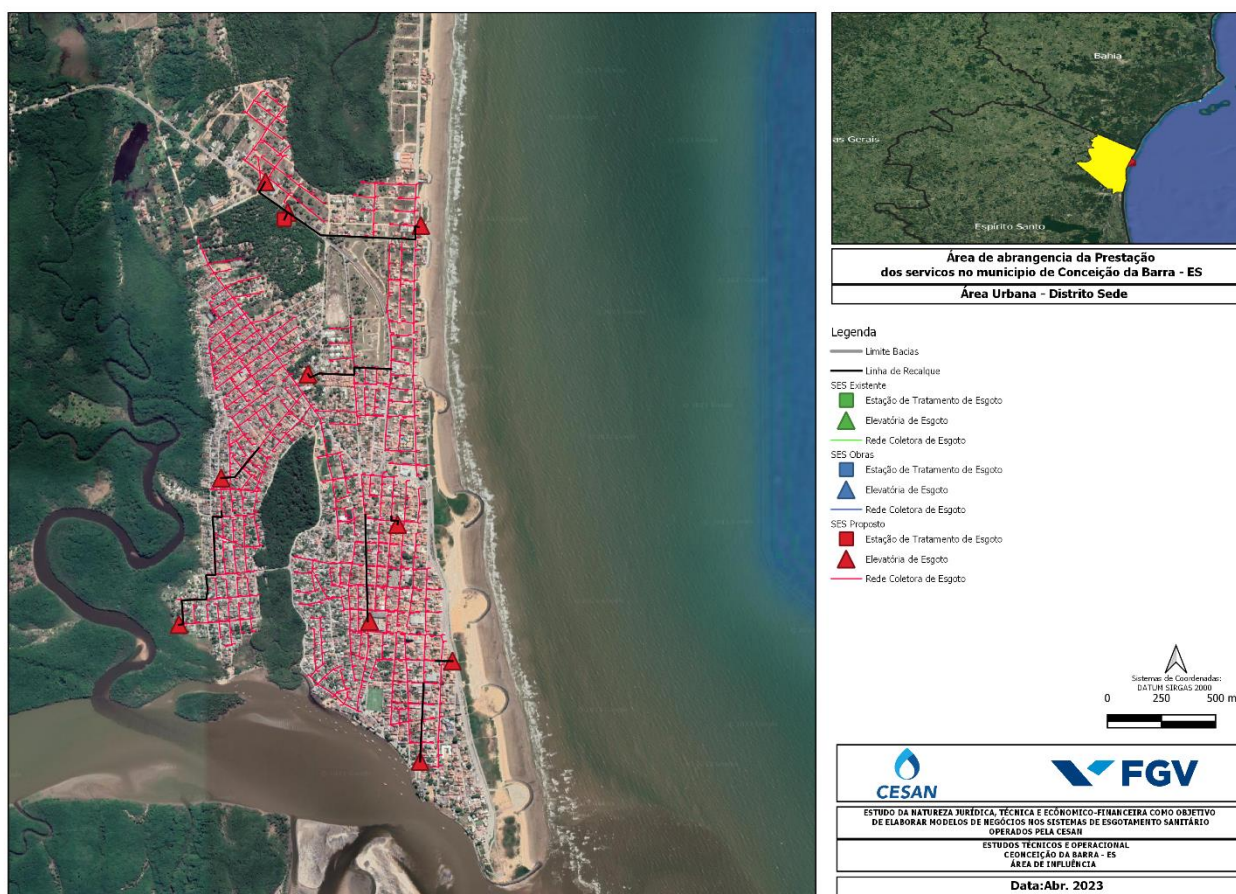 Bahia
as Gerais
Espírito Santo
Área de abrangencia da Prestação
dos servicos no municipio de Conceição da Barra - ES
Área Urbana - Distrito Sede
Legenda
Limite Bacias
Linha de Recalque
SES Existente
Estação de Tratamento de Esgoto
Elevatória de Esgoto
Rede Coletora de Esgoto
SES Obras
Estação de Tratamento de Esgoto
Elevatória de Esgoto
Rede Coletora de Esgoto
SES Proposto
Estação de Tratamento de Esgoto
Elevatória de Esgoto
Rede Coletora de Esgoto
Sistemas de Coordenadas:
DATUM SIRGAS 2000
0 250 500 m
CESAN
FGV
ESTUDO DA NATUREZA JURÍDICA, TÉCNICA E ECÔNOMICO-FINANCEIRA COMO OBJETIVO
DE ELABORAR MODELOS DE NEGÓCIOS NOS SISTEMAS DE ESGOTAMENTO SANITÁRIO
OPERADOS PELA CESAN
ESTUDOS TÉCNICOS E OPERACIONAL
CEONCEIÇÃO DA BARRA - ES
ÁREA DE INFLUÊNCIA
Data:Abr. 2023